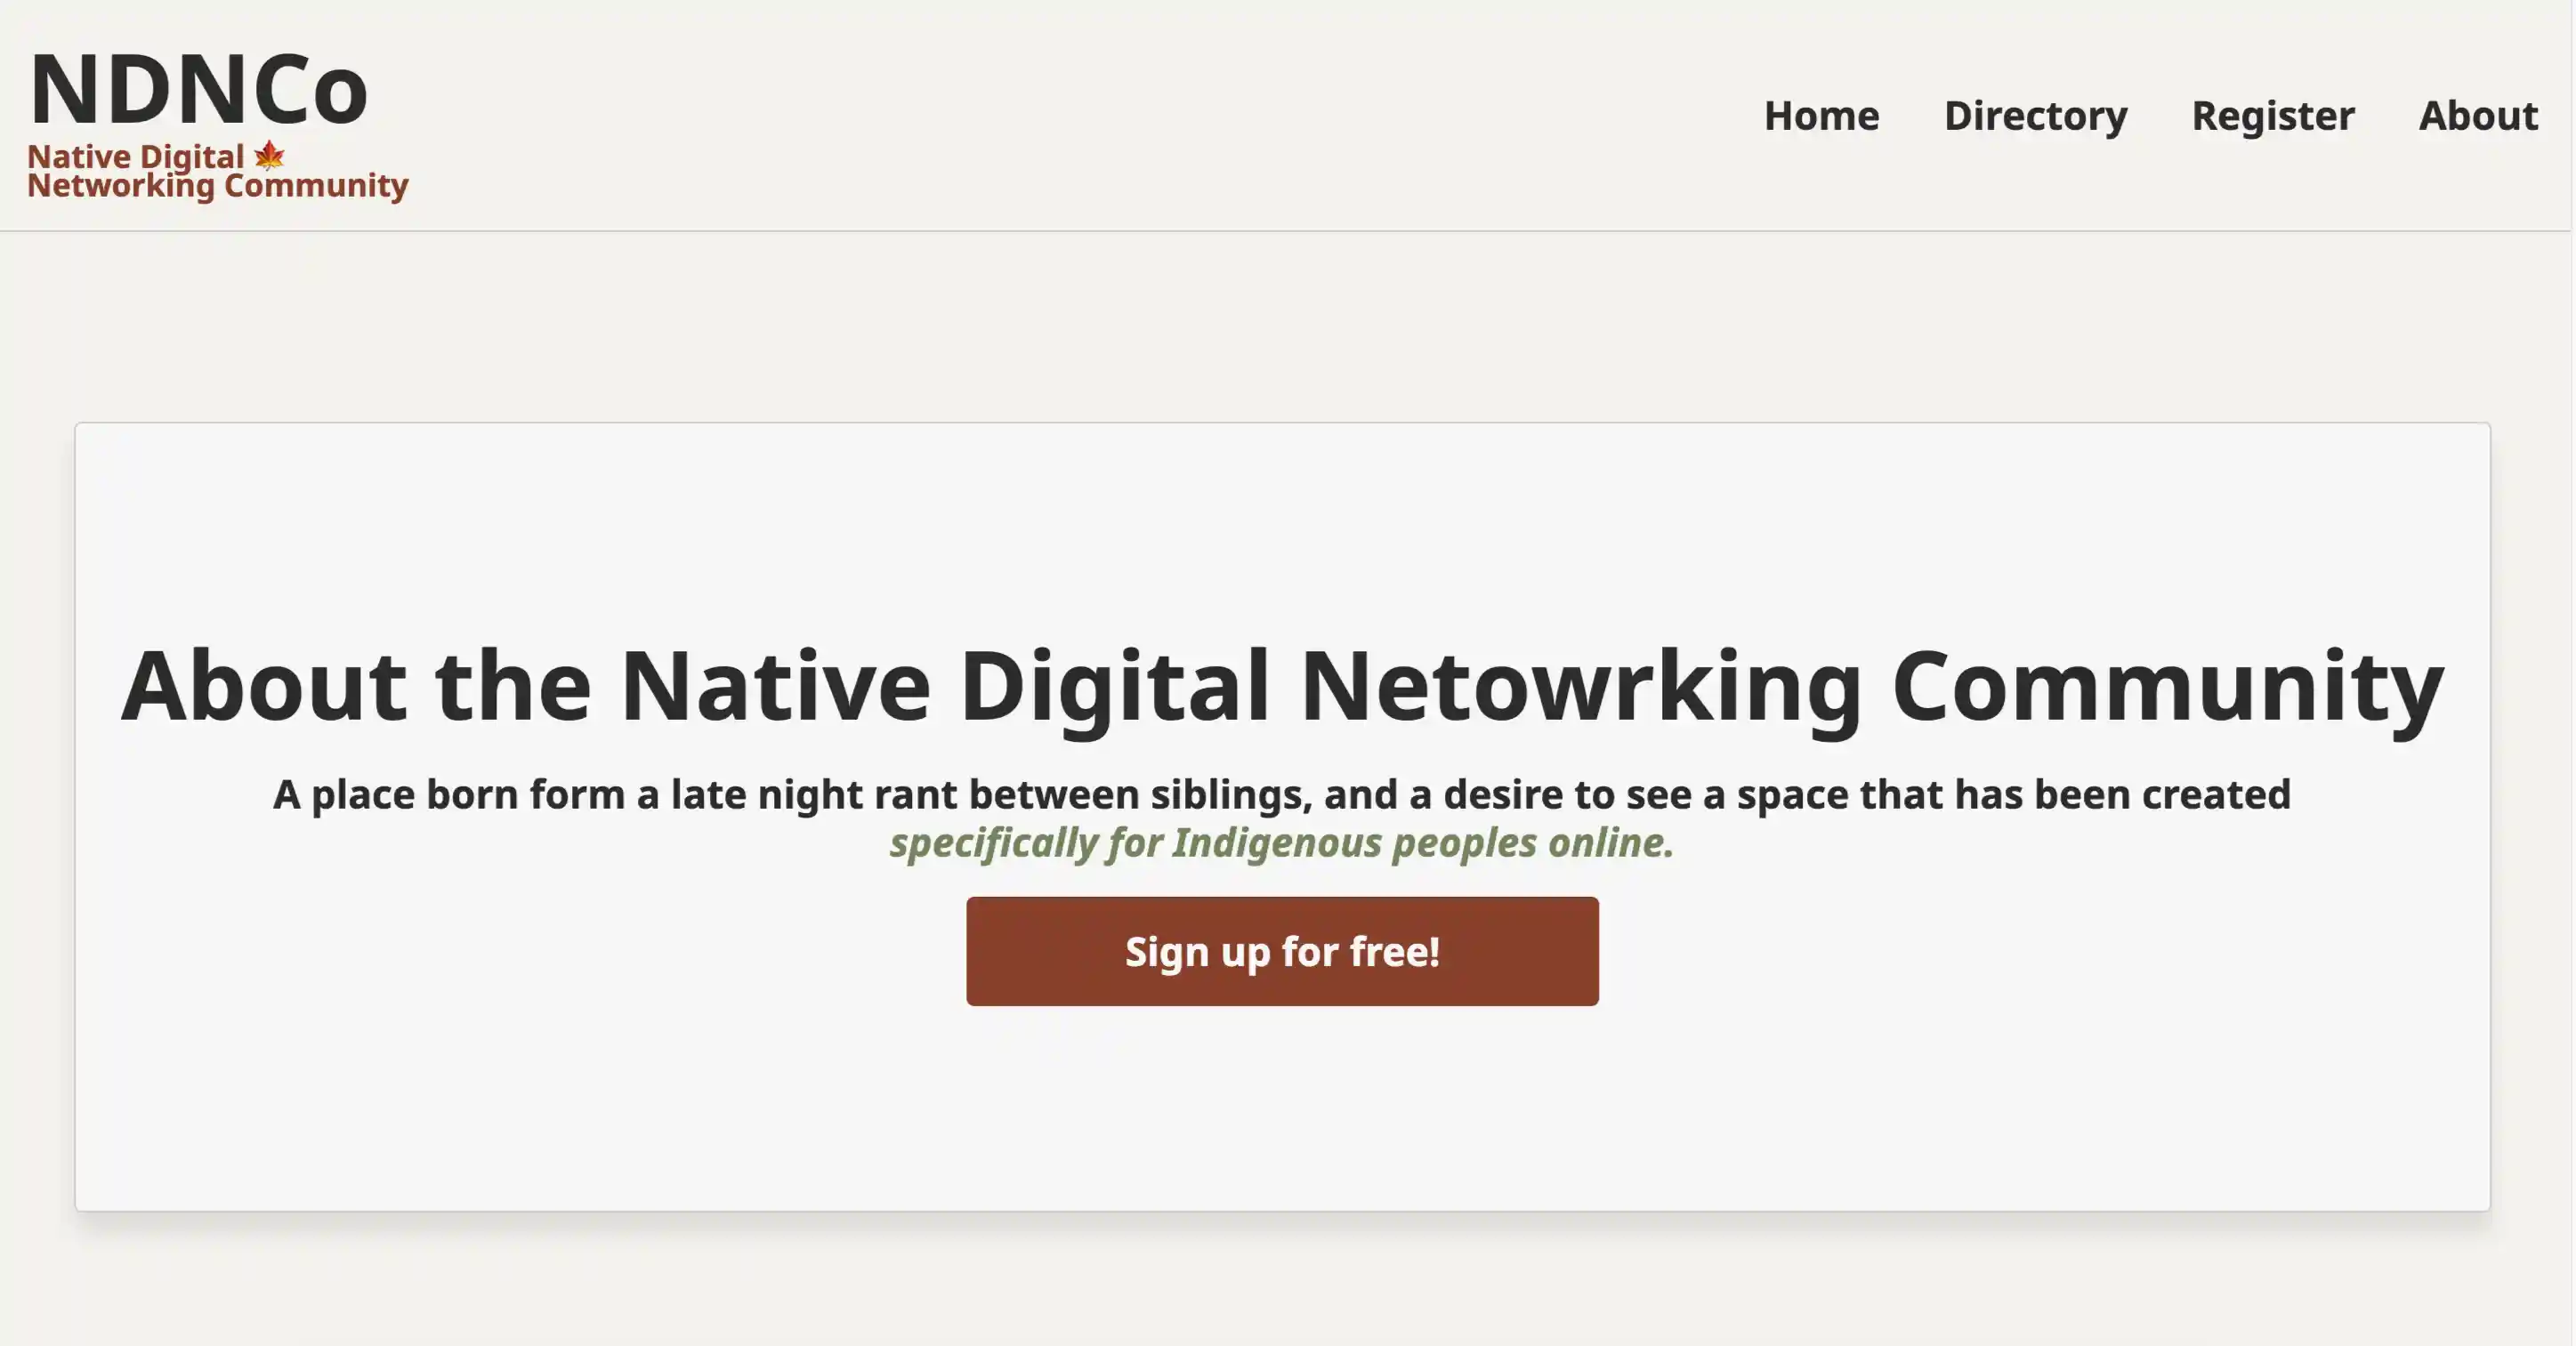 NDNCo
Native Digital 🍁
Networking Community
Home Directory Register About
About the Native Digital Netowrking Community
A place born form a late night rant between siblings, and a desire to see a space that has been created
specifically for Indigenous peoples online.
Sign up for free!